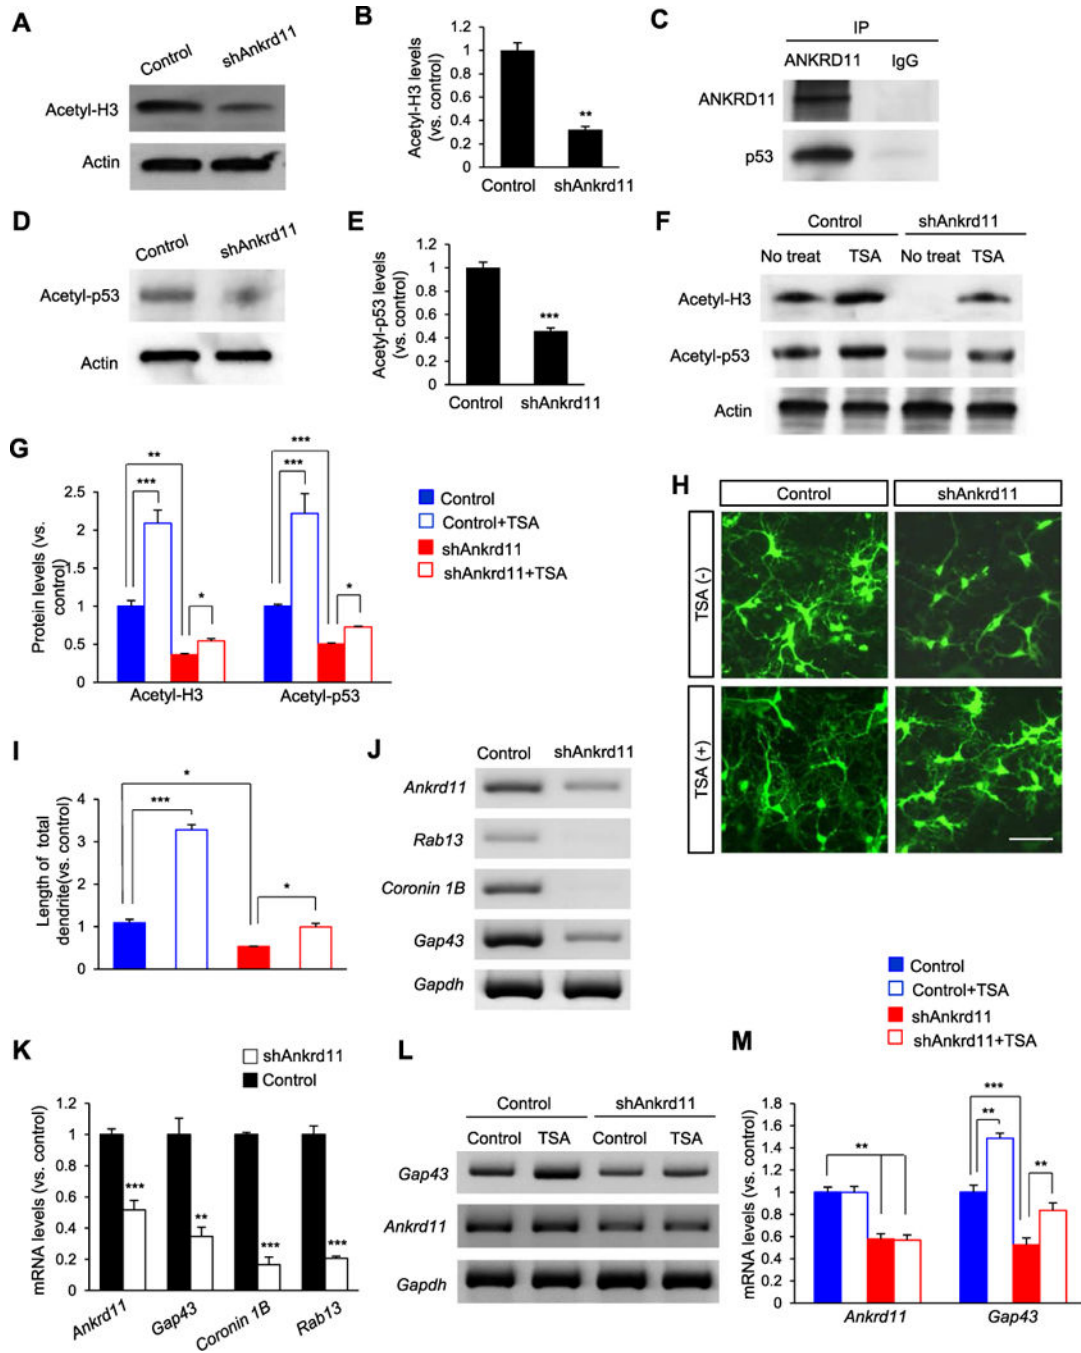 A
Control
shAnkrd11
Acetyl-H3
Actin
B
Acetyl-H3 levels
(vs. control)
1.2
1
0.8
0.6
0.4
0.2
0
**
Control
shAnkrd11
C
IP
ANKRD11
IgG
ANKRD11
p53
D
Control
shAnkrd11
Acetyl-p53
Actin
E
Acetyl-p53 levels
(vs. control)
1.2
1
0.8
0.6
0.4
0.2
0
***
Control
shAnkrd11
F
Control
shAnkrd11
No treat
TSA
No treat
TSA
Acetyl-H3
Acetyl-p53
Actin
G
Protein levels (vs.
control)
2.5
2
1.5
1
0.5
0
**
***
*
***
***
*
Acetyl-H3
Acetyl-p53
Control
Control+TSA
shAnkrd11
shAnkrd11+TSA
H
Control
shAnkrd11
TSA (-)
TSA (+)
I
Length of total
dendrite(vs. control)
4
3
2
1
0
*
***
*
J
Control
shAnkrd11
Ankrd11
Rab13
Coronin 1B
Gap43
Gapdh
K
shAnkrd11
Control
mRNA levels (vs. control)
1.2
1
0.8
0.6
0.4
0.2
0
***
**
***
***
Ankrd11
Gap43
Coronin 1B
Rab13
L
Control
shAnkrd11
Control
TSA
Control
TSA
Gap43
Ankrd11
Gapdh
Control
Control+TSA
shAnkrd11
shAnkrd11+TSA
M
mRNA levels (vs. control)
1.8
1.6
1.4
1.2
1
0.8
0.6
0.4
0.2
0
**
***
**
**
Ankrd11
Gap43